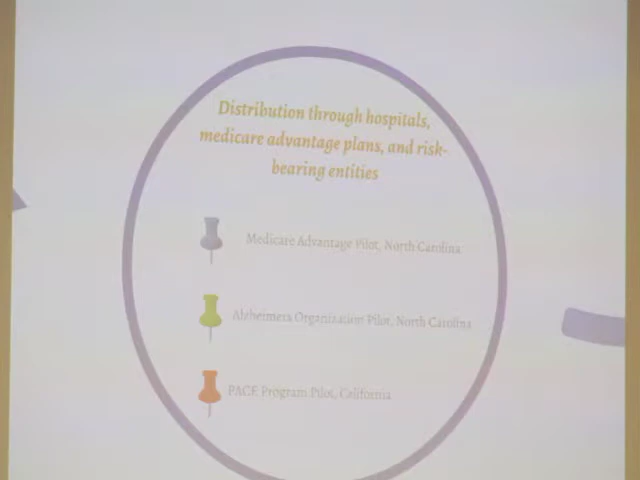 Distribution through hospitals,
medicare advantage plans, and risk-
bearing entities
Medicare Advantage Pilot, North Carolina
Alzheimers Organization Pilot, North Carolina
PACE Program Pilot, California